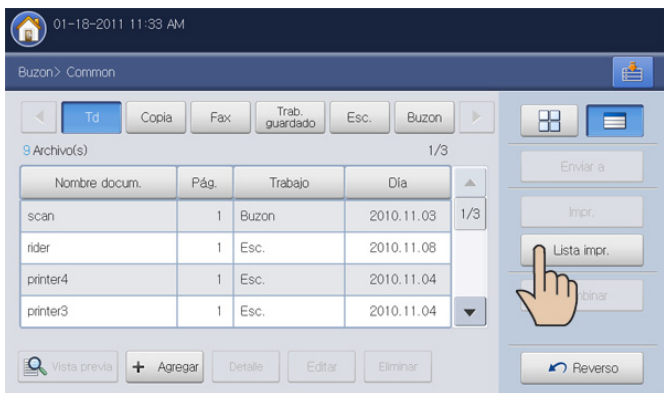 01-18-2011 11:33 AM
Buzon> Common
Td Copia Fax Trab. guardado Esc. Buzon
9 Archivo(s) 1/3
Nombre docum. Pág. Trabajo Día
scan 1 Buzon 2010.11.03 1/3
rider 1 Esc. 2010.11.08
printer4 1 Esc. 2010.11.04
printer3 1 Esc. 2010.11.04
Enviar a
Impr.
Lista impr.
Vista previa + Agregar Detalle Editar Eliminar
Reverso